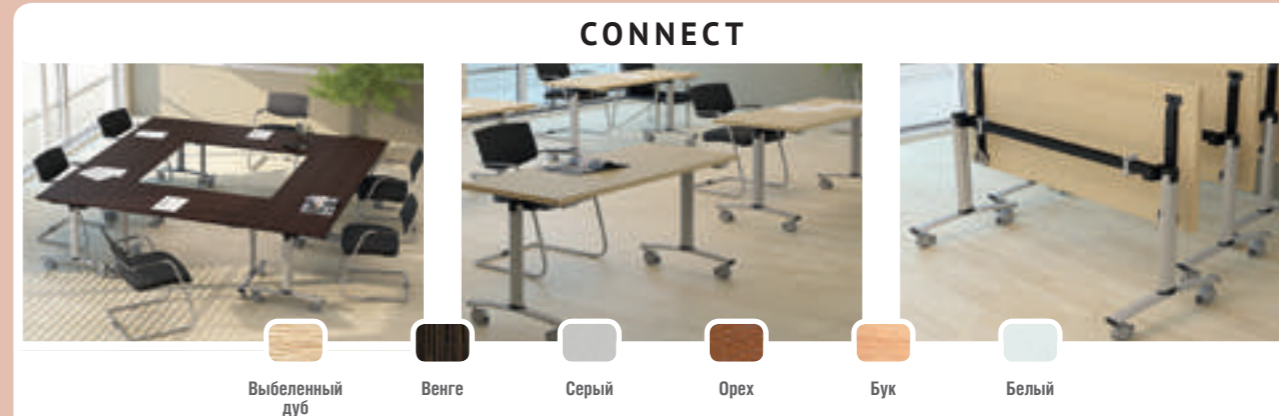 CONNECT
Выбеленный
дуб
Венге
Серый
Орех
Бук
Белый